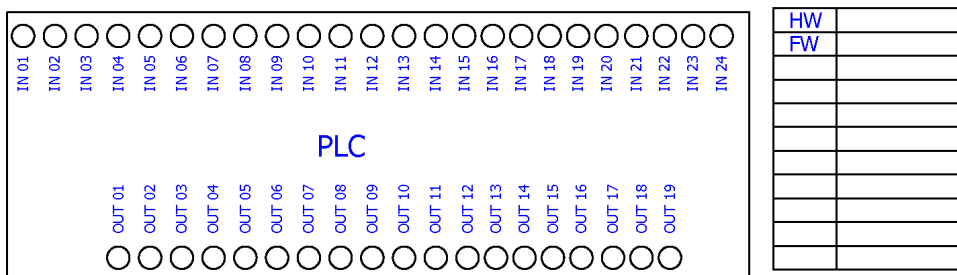 IN 01 IN 02 IN 03 IN 04 IN 05 IN 06 IN 07 IN 08 IN 09 IN 10 IN 11 IN 12 IN 13 IN 14 IN 15 IN 16 IN 17 IN 18 IN 19 IN 20 IN 21 IN 22 IN 23 IN 24
PLC
OUT 01 OUT 02 OUT 03 OUT 04 OUT 05 OUT 06 OUT 07 OUT 08 OUT 09 OUT 10 OUT 11 OUT 12 OUT 13 OUT 14 OUT 15 OUT 16 OUT 17 OUT 18 OUT 19
HW
FW